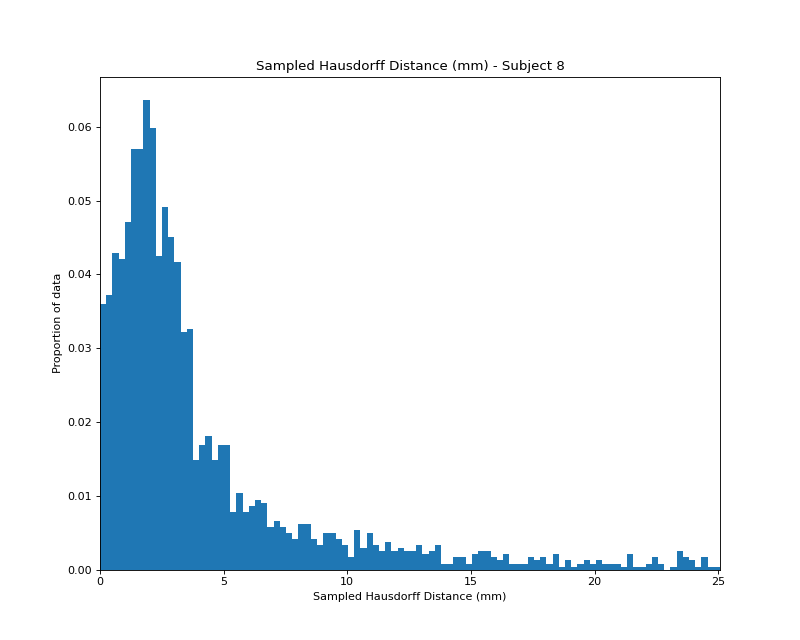 Sampled Hausdorff Distance (mm) - Subject 8
Proportion of data
0.06
0.05
0.04
0.03
0.02
0.01
0.00
0 5 10 15 20 25
Sampled Hausdorff Distance (mm)